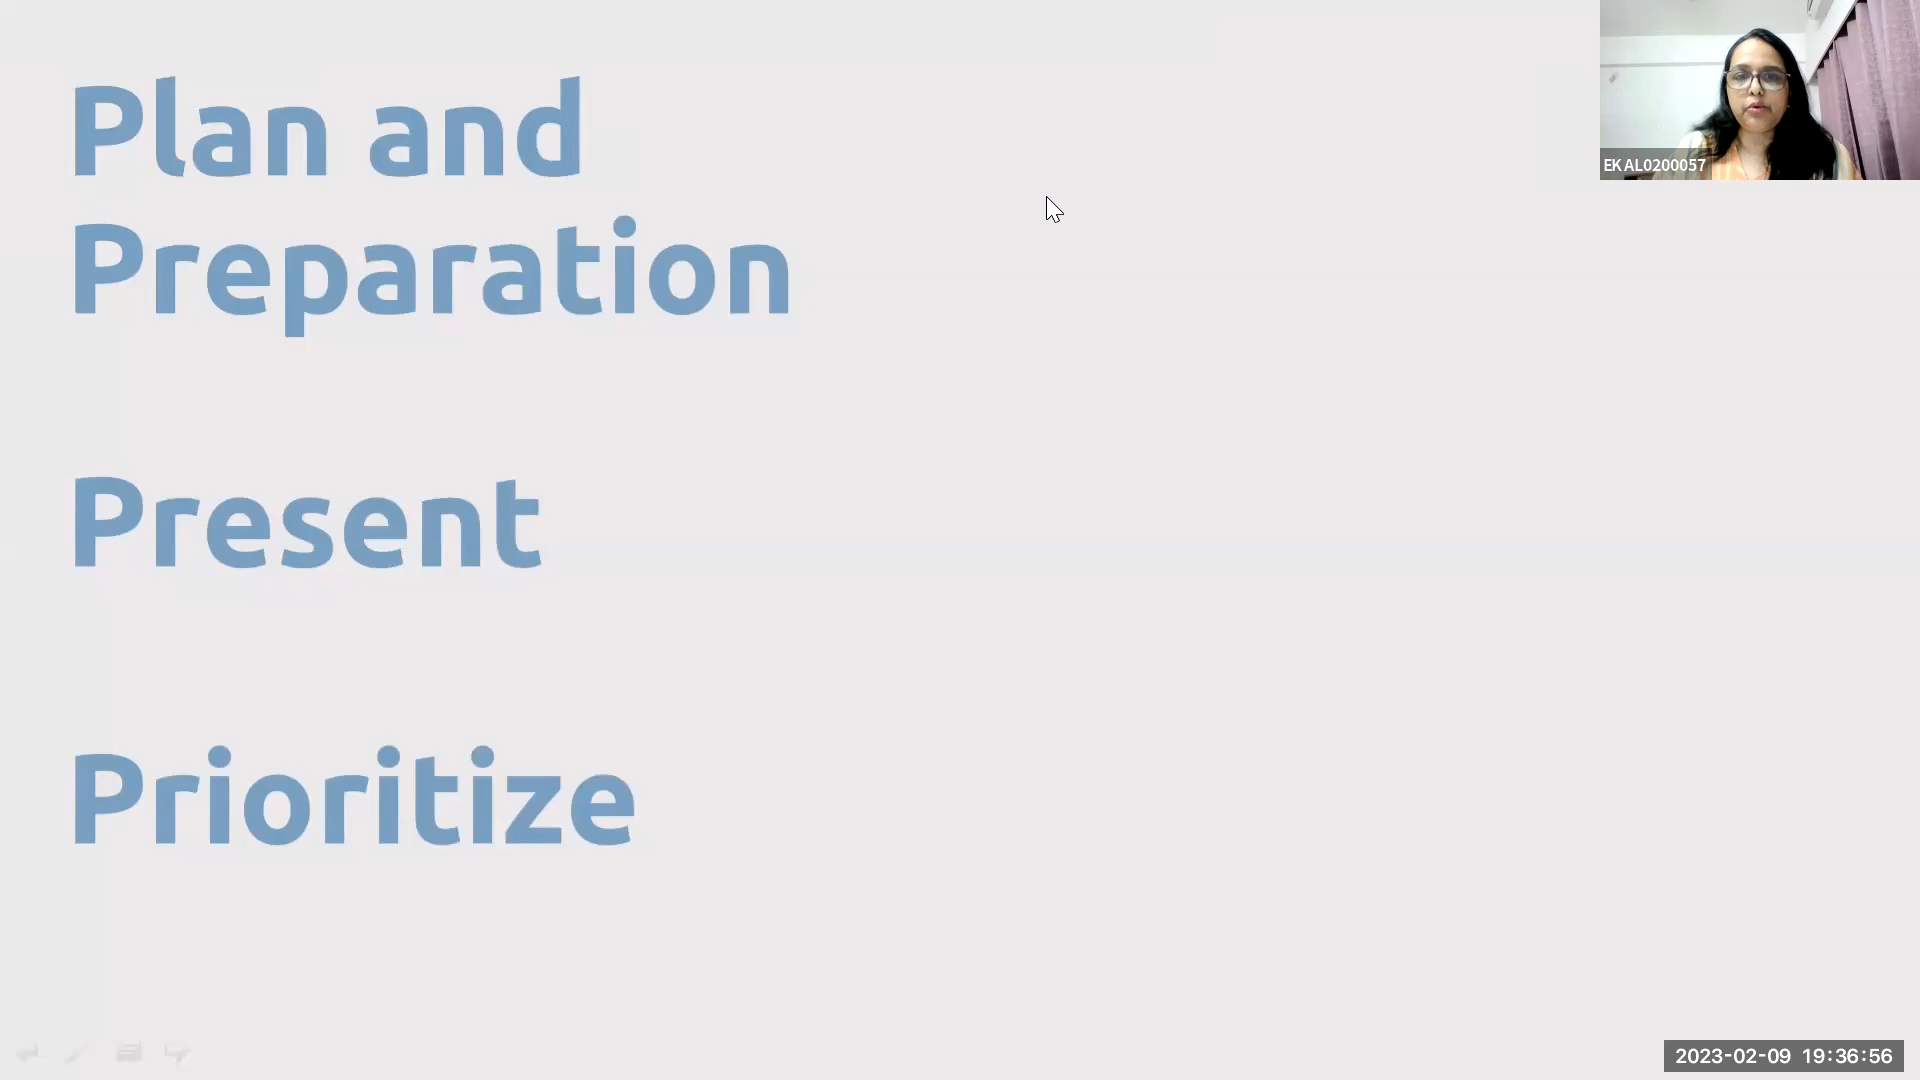 Plan and
Preparation
Present
Prioritize
EKAL0200057
2023-02-09 19:36:56